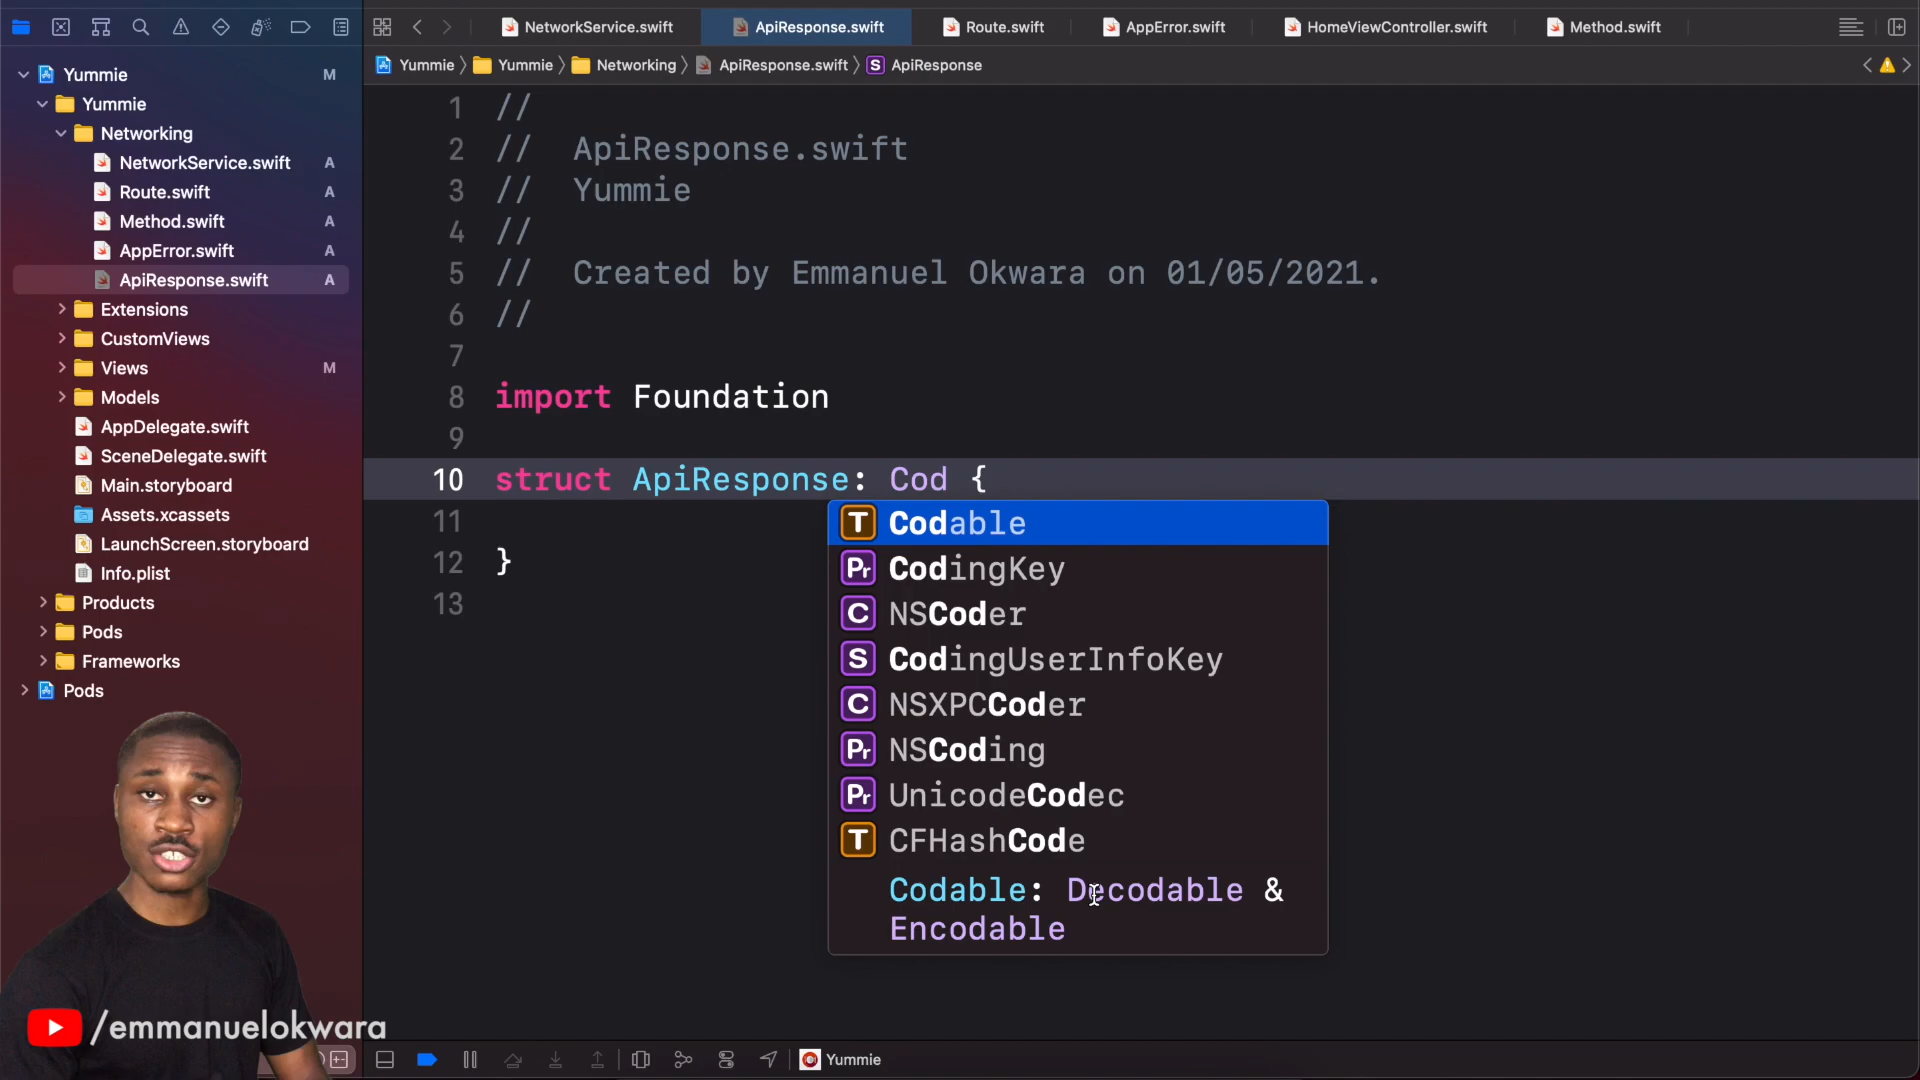 NetworkService.swift
ApiResponse.swift
Route.swift
AppError.swift
HomeViewController.swift
Method.swift
Yummie
Yummie
Networking
ApiResponse.swift
S ApiResponse
Yummie M
Yummie
Networking
NetworkService.swift A
Route.swift A
Method.swift A
AppError.swift A
ApiResponse.swift A
Extensions
CustomViews
Views M
Models
AppDelegate.swift
SceneDelegate.swift
Main.storyboard
Assets.xcassets
LaunchScreen.storyboard
Info.plist
Products
Pods
Frameworks
Pods
1 //
2 //  ApiResponse.swift
3 //  Yummie
4 //
5 //  Created by Emmanuel Okwara on 01/05/2021.
6 //
7
8 import Foundation
9
10 struct ApiResponse: Cod {
11
12 }
13
T Codable
Pr CodingKey
C NSCoder
S CodingUserInfoKey
C NSXPCCoder
Pr NSCoding
Pr UnicodeCodec
T CFHashCode
Codable: Decodable &
Encodable
/emmanuelokwara
Yummie